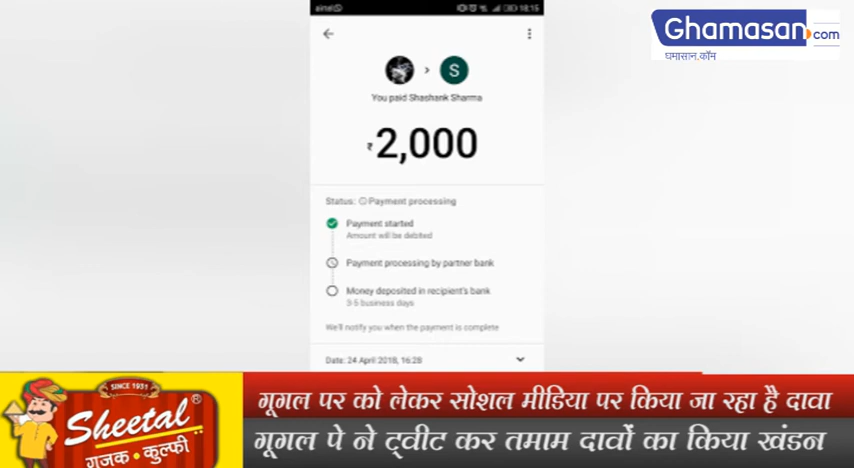 airtel
18:15
Ghamasan.com
घमासान.कॉम
S
You paid Shashank Sharma
₹2,000
Status: Payment processing
Payment started
Amount will be debited
Payment processing by partner bank
Money deposited in recipient's bank
3-5 business days
We'll notify you when the payment is complete
Date: 24 April 2018, 16:28
SINCE 1931
Sheetal®
गजक • कुल्फी
गूगल पर को लेकर सोशल मीडिया पर किया जा रहा है दावा
गूगल पे ने ट्वीट कर तमाम दावों का किया खंडन